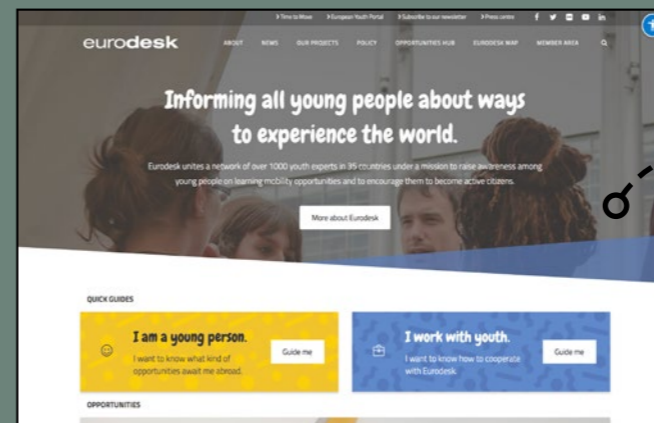 > Time to Move > European Youth Portal > Subscribe to our newsletter > Press centre
eurodesk
ABOUT NEWS OUR PROJECTS POLICY OPPORTUNITIES HUB EURODESK MAP MEMBER AREA
Informing all young people about ways
to experience the world.
Eurodesk unites a network of over 1000 youth experts in 35 countries under a mission to raise awareness among
young people on learning mobility opportunities and to encourage them to become active citizens.
More about Eurodesk
QUICK GUIDES
I am a young person.
I want to know what kind of
opportunities await me abroad.
Guide me
I work with youth.
I want to know how to cooperate
with Eurodesk.
Guide me
OPPORTUNITIES